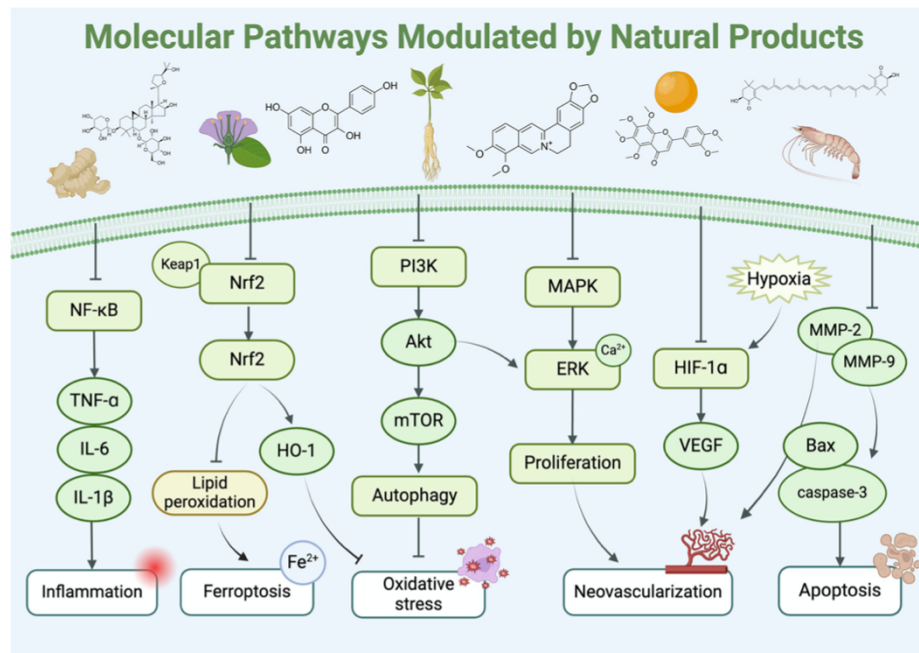 Molecular Pathways Modulated by Natural Products
Keap1
Nrf2
NF-κB
PI3K
MAPK
Hypoxia
MMP-2
MMP-9
Nrf2
Akt
ERK
Ca²⁺
HIF-1α
TNF-α
IL-6
IL-1β
HO-1
mTOR
VEGF
Bax
caspase-3
Lipid
peroxidation
Autophagy
Proliferation
Fe²⁺
Inflammation
Ferroptosis
Oxidative
stress
Neovascularization
Apoptosis